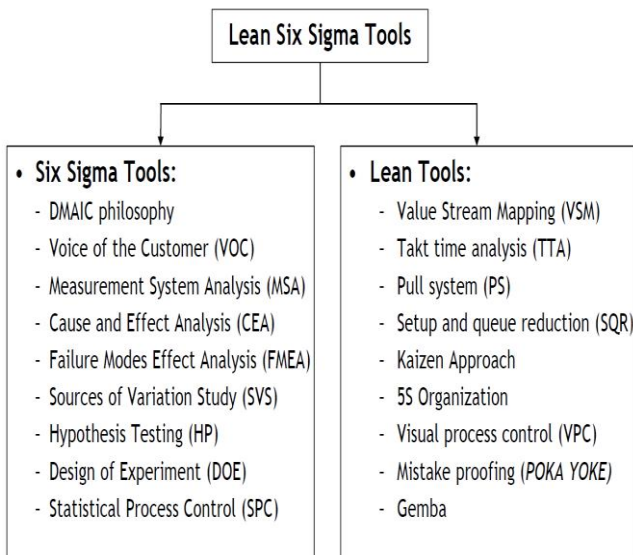 Lean Six Sigma Tools
• Six Sigma Tools:
- DMAIC philosophy
- Voice of the Customer (VOC)
- Measurement System Analysis (MSA)
- Cause and Effect Analysis (CEA)
- Failure Modes Effect Analysis (FMEA)
- Sources of Variation Study (SVS)
- Hypothesis Testing (HP)
- Design of Experiment (DOE)
- Statistical Process Control (SPC)
• Lean Tools:
- Value Stream Mapping (VSM)
- Takt time analysis (TTA)
- Pull system (PS)
- Setup and queue reduction (SQR)
- Kaizen Approach
- 5S Organization
- Visual process control (VPC)
- Mistake proofing (POKA YOKE)
- Gemba